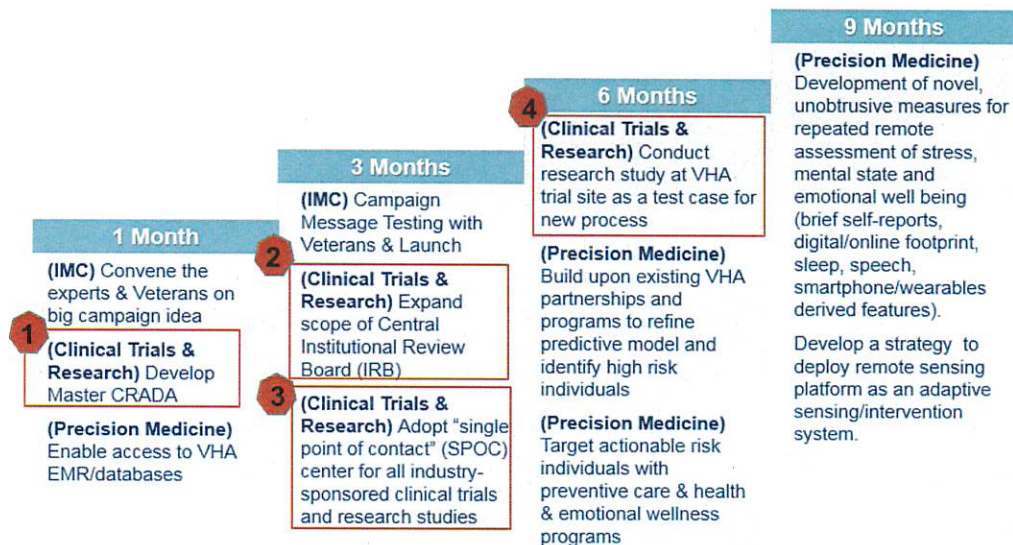 1 Month
(IMC) Convene the
experts & Veterans on
big campaign idea
1
(Clinical Trials &
Research) Develop
Master CRADA
(Precision Medicine)
Enable access to VHA
EMR/databases
3 Months
(IMC) Campaign
Message Testing with
Veterans & Launch
2
(Clinical Trials &
Research) Expand
scope of Central
Institutional Review
Board (IRB)
3
(Clinical Trials &
Research) Adopt “single
point of contact” (SPOC)
center for all industry-
sponsored clinical trials
and research studies
6 Months
4
(Clinical Trials &
Research) Conduct
research study at VHA
trial site as a test case for
new process
(Precision Medicine)
Build upon existing VHA
partnerships and
programs to refine
predictive model and
identify high risk
individuals
(Precision Medicine)
Target actionable risk
individuals with
preventive care & health
& emotional wellness
programs
9 Months
(Precision Medicine)
Development of novel,
unobtrusive measures for
repeated remote
assessment of stress,
mental state and
emotional well being
(brief self-reports,
digital/online footprint,
sleep, speech,
smartphone/wearables
derived features).
Develop a strategy to
deploy remote sensing
platform as an adaptive
sensing/intervention
system.